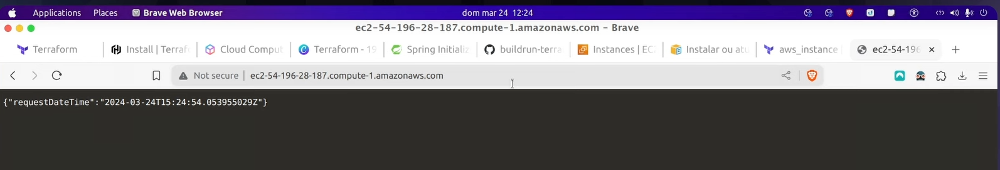 Applications Places Brave Web Browser dom mar 24 12:24
ec2-54-196-28-187.compute-1.amazonaws.com – Brave
Terraform Install | Terraf Cloud Comput Terraform - 19 Spring Initializ buildrun-terra Instances | EC2 Instalar ou atu aws_instance ec2-54-196
Not secure ec2-54-196-28-187.compute-1.amazonaws.com
{"requestDateTime":"2024-03-24T15:24:54.053955029Z"}